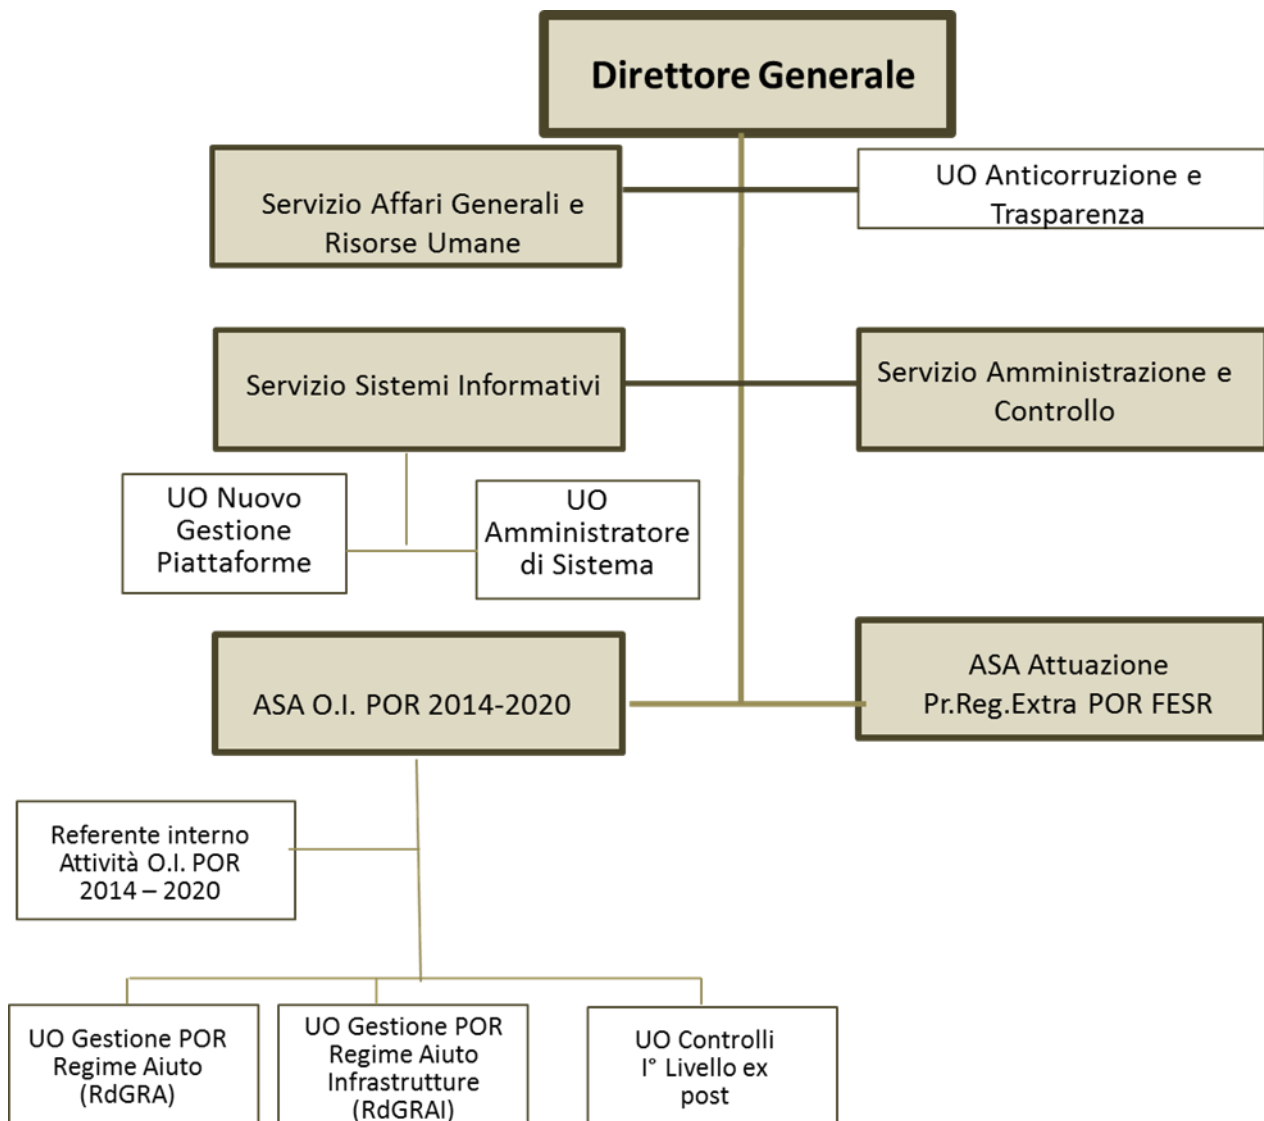 Direttore Generale
Servizio Affari Generali e
Risorse Umane
UO Anticorruzione e
Trasparenza
Servizio Sistemi Informativi
Servizio Amministrazione e
Controllo
UO Nuovo
Gestione
Piattaforme
UO
Amministratore
di Sistema
ASA O.I. POR 2014-2020
ASA Attuazione
Pr.Reg.Extra POR FESR
Referente interno
Attività O.I. POR
2014 – 2020
UO Gestione POR
Regime Aiuto
(RdGRA)
UO Gestione POR
Regime Aiuto
Infrastrutture
(RdGRAI)
UO Controlli
I° Livello ex
post